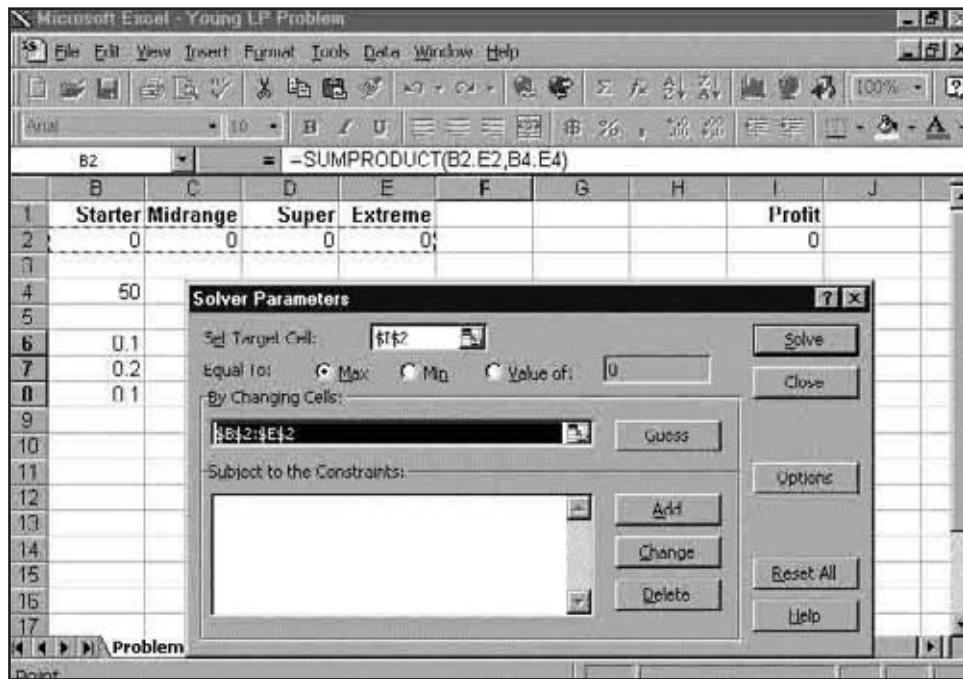 Microsoft Excel - Young LP Problem
File Edit View Insert Format Tools Data Window Help
100%
Arial 10 B I U
B2 = =SUMPRODUCT(B2:E2,B4:E4)
B C D E F G H I J
1 Starter Midrange Super Extreme Profit
2 0 0 0 0 0
3
4 50
5
6 0.1
7 0.2
8 0.1
9
10
11
12
13
14
15
16
17
Solver Parameters
Set Target Cell: $I$2
Equal To: Max Min Value of: 0
By Changing Cells:
$B$2:$E$2
Guess
Subject to the Constraints:
Add
Change
Delete
Solve
Close
Options
Reset All
Help
Problem
Point